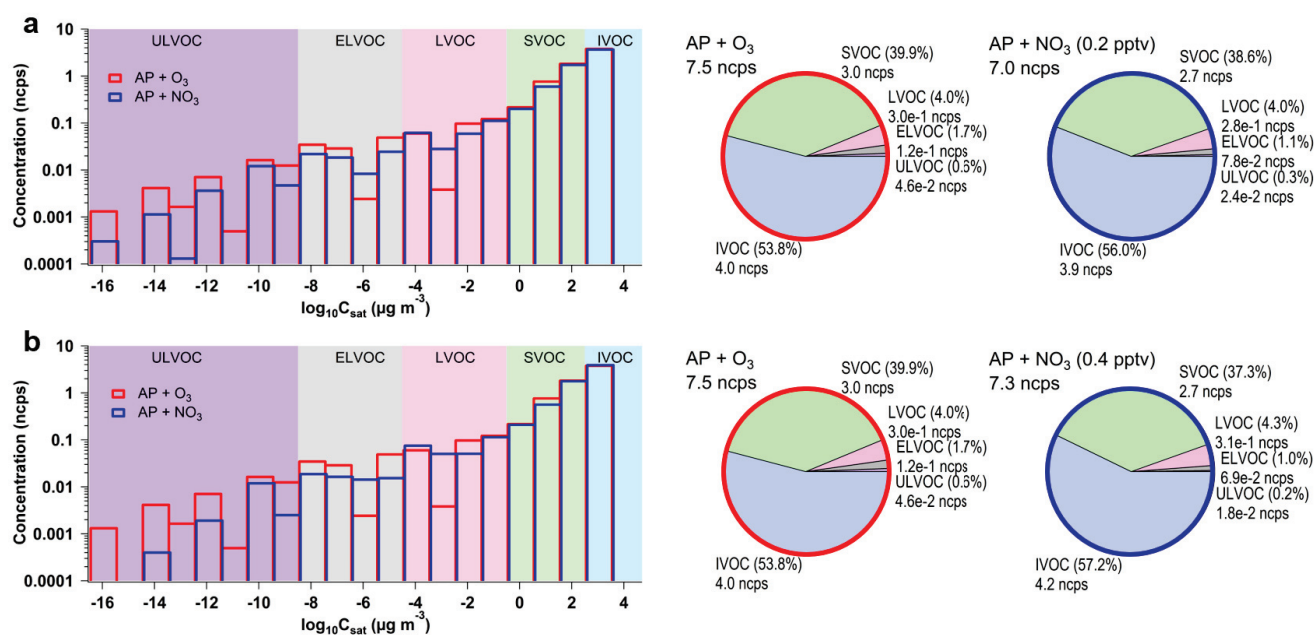 a
ULVOC ELVOC LVOC SVOC IVOC
AP + O3
AP + NO3
Concentration (ncps)
10
1
0.1
0.01
0.001
0.0001
-16 -14 -12 -10 -8 -6 -4 -2 0 2 4
log10Csat (µg m-3)
AP + O3
7.5 ncps
SVOC (39.9%)
3.0 ncps
LVOC (4.0%)
3.0e-1 ncps
ELVOC (1.7%)
1.2e-1 ncps
ULVOC (0.6%)
4.6e-2 ncps
IVOC (53.8%)
4.0 ncps
AP + NO3 (0.2 pptv)
7.0 ncps
SVOC (38.6%)
2.7 ncps
LVOC (4.0%)
2.8e-1 ncps
ELVOC (1.1%)
7.8e-2 ncps
ULVOC (0.3%)
2.4e-2 ncps
IVOC (56.0%)
3.9 ncps
b
ULVOC ELVOC LVOC SVOC IVOC
AP + O3
AP + NO3
Concentration (ncps)
10
1
0.1
0.01
0.001
0.0001
-16 -14 -12 -10 -8 -6 -4 -2 0 2 4
log10Csat (µg m-3)
AP + O3
7.5 ncps
SVOC (39.9%)
3.0 ncps
LVOC (4.0%)
3.0e-1 ncps
ELVOC (1.7%)
1.2e-1 ncps
ULVOC (0.6%)
4.6e-2 ncps
IVOC (53.8%)
4.0 ncps
AP + NO3 (0.4 pptv)
7.3 ncps
SVOC (37.3%)
2.7 ncps
LVOC (4.3%)
3.1e-1 ncps
ELVOC (1.0%)
6.9e-2 ncps
ULVOC (0.2%)
1.8e-2 ncps
IVOC (57.2%)
4.2 ncps